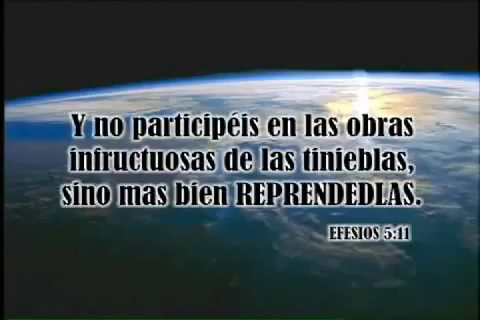 Y no participéis en las obras
infructuosas de las tinieblas,
sino mas bien REPRENDEDLAS.
EFESIOS 5:11